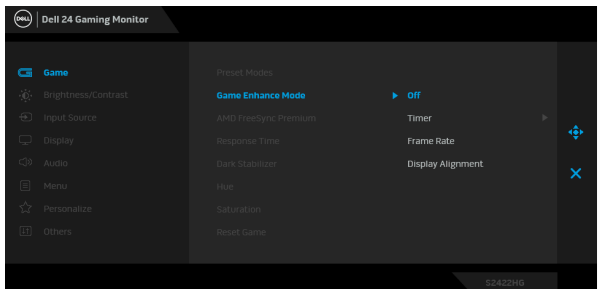 DELL
Dell 24 Gaming Monitor
Game
Brightness/Contrast
Input Source
Display
Audio
Menu
Personalize
Others
Preset Modes
Game Enhance Mode
AMD FreeSync Premium
Response Time
Dark Stabilizer
Hue
Saturation
Reset Game
Off
Timer
Frame Rate
Display Alignment
S2422HG